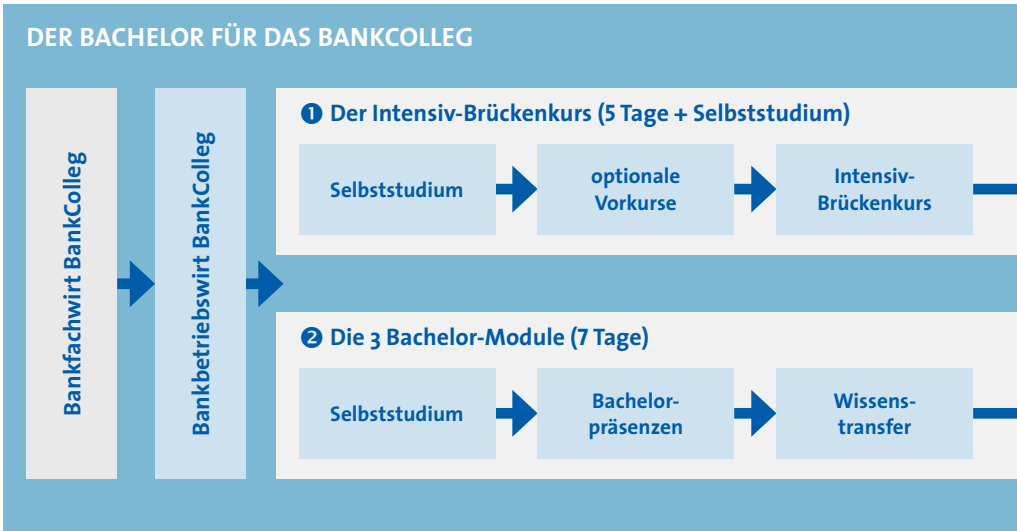 DER BACHELOR FÜR DAS BANKCOLLEG
Bankfachwirt BankColleg
Bankbetriebswirt BankColleg
❶ Der Intensiv-Brückenkurs (5 Tage + Selbststudium)
Selbststudium
optionale
Vorkurse
Intensiv-
Brückenkurs
❷ Die 3 Bachelor-Module (7 Tage)
Selbststudium
Bachelor-
präsenzen
Wissens-
transfer